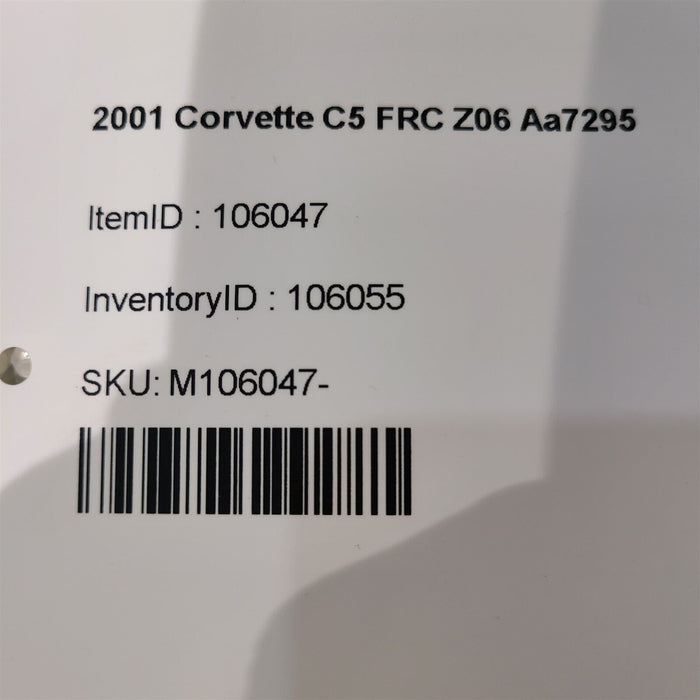 2001 Corvette C5 FRC Z06 Aa7295
ItemID : 106047
InventoryID : 106055
SKU: M106047-